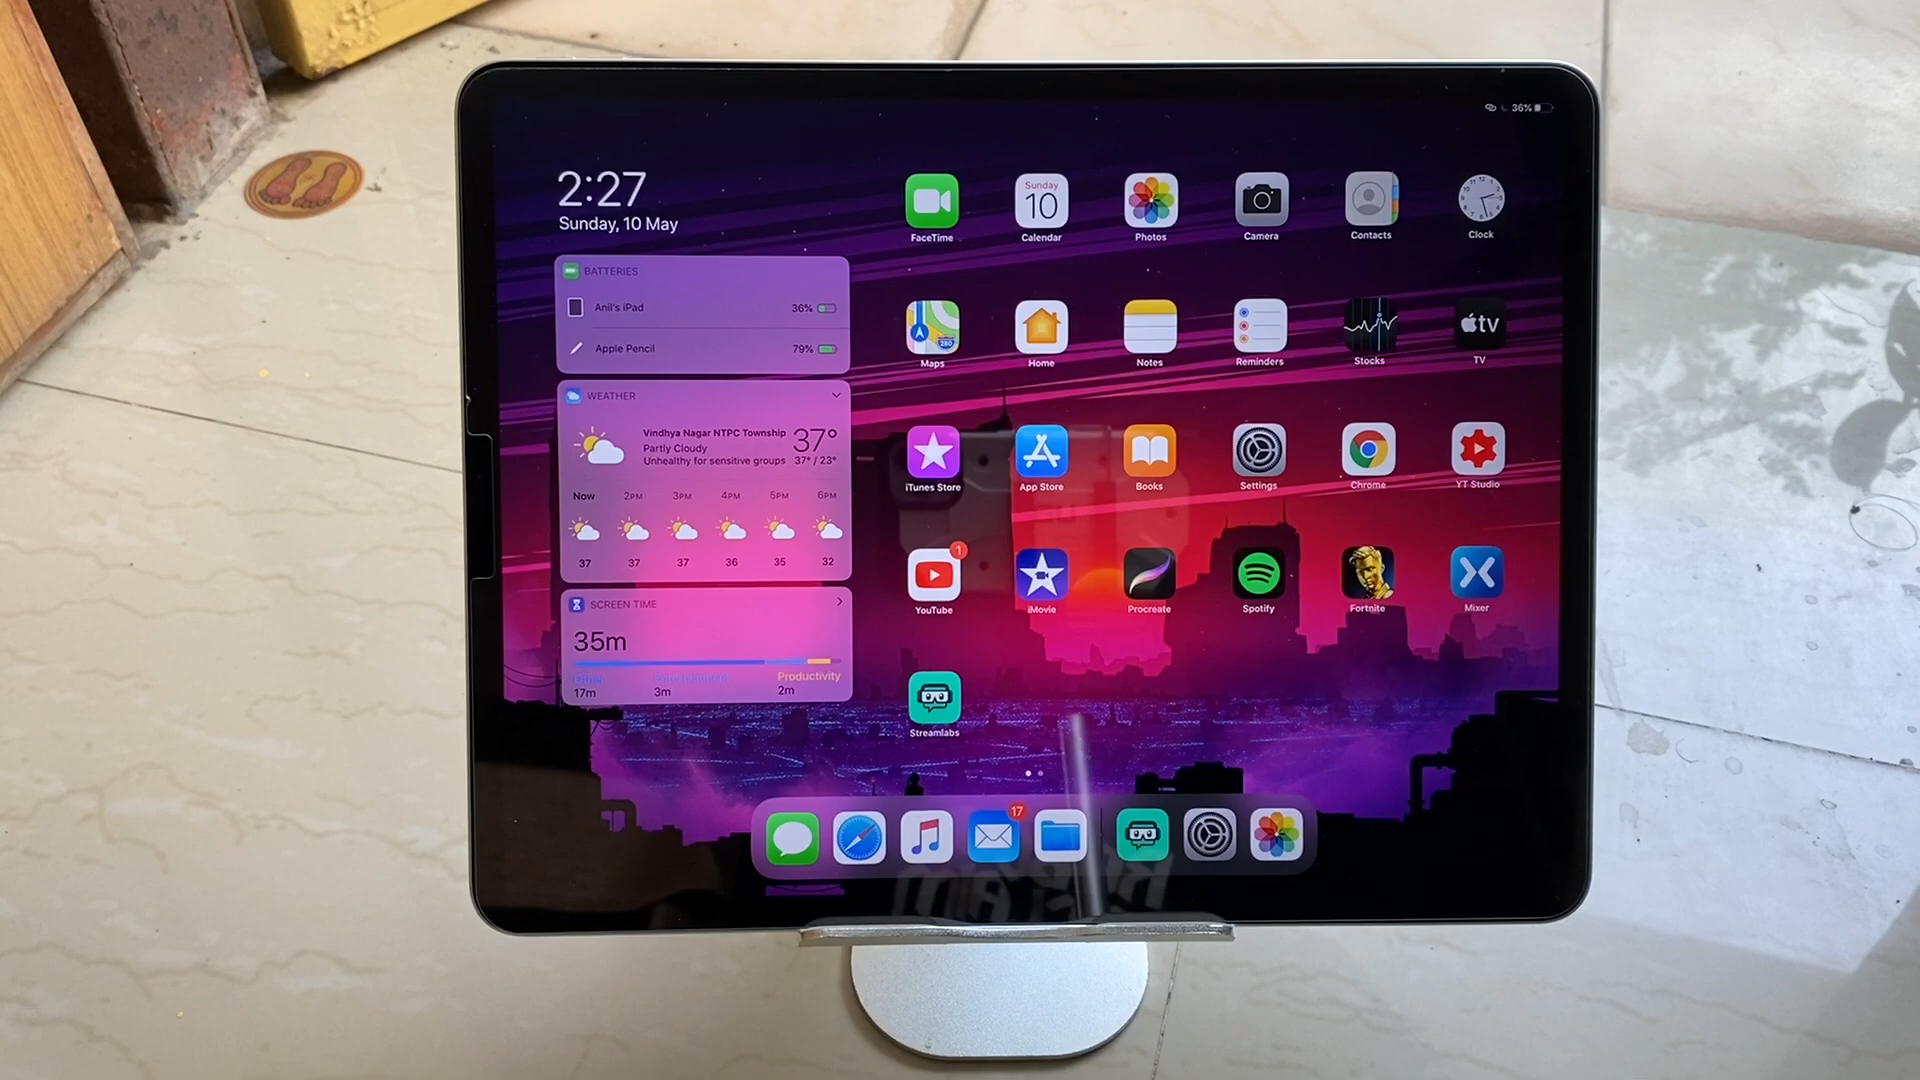 36%
2:27
Sunday, 10 May
BATTERIES
Anil's iPad 36%
Apple Pencil 79%
WEATHER
Vindhya Nagar NTPC Township 37°
Partly Cloudy
Unhealthy for sensitive groups 37° / 23°
Now 2PM 3PM 4PM 5PM 6PM
37 37 37 36 35 32
SCREEN TIME
35m
Other Entertainment Productivity
17m 3m 2m
Sunday
10
FaceTime Calendar Photos Camera Contacts Clock
280
tv
Maps Home Notes Reminders Stocks TV
iTunes Store App Store Books Settings Chrome YT Studio
1
YouTube iMovie Procreate Spotify Fortnite Mixer
Streamlabs
17